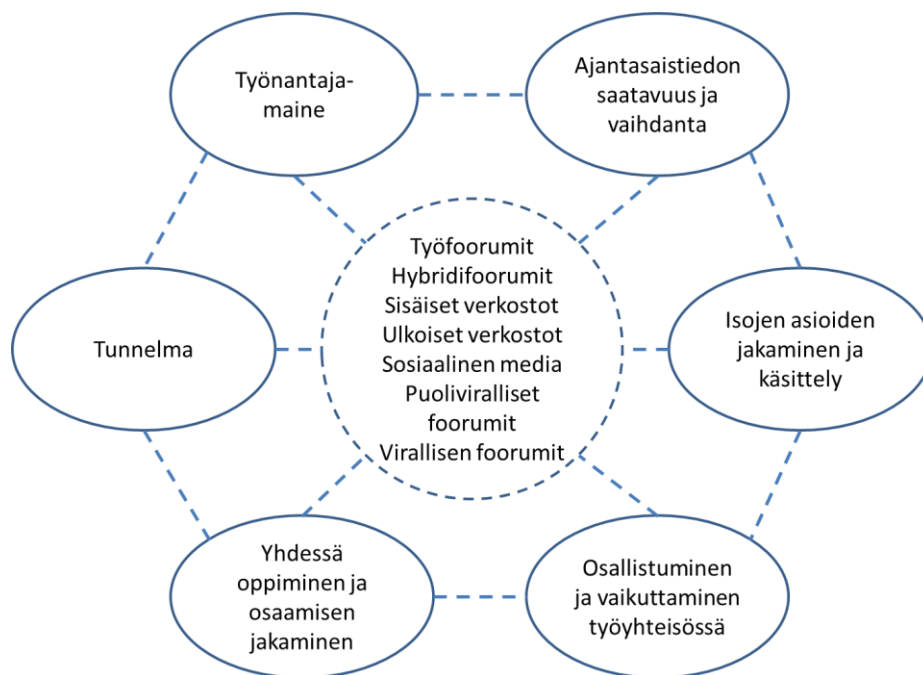 Työnantaja-
maine
Ajantasaistiedon
saatavuus ja
vaihdanta
Työfoorumit
Hybridifoorumit
Sisäiset verkostot
Ulkoiset verkostot
Sosiaalinen media
Puoliviralliset
foorumit
Virallisen foorumit
Tunnelma
Isojen asioiden
jakaminen ja
käsittely
Yhdessä
oppiminen ja
osaamisen
jakaminen
Osallistuminen
ja vaikuttaminen
työyhteisössä